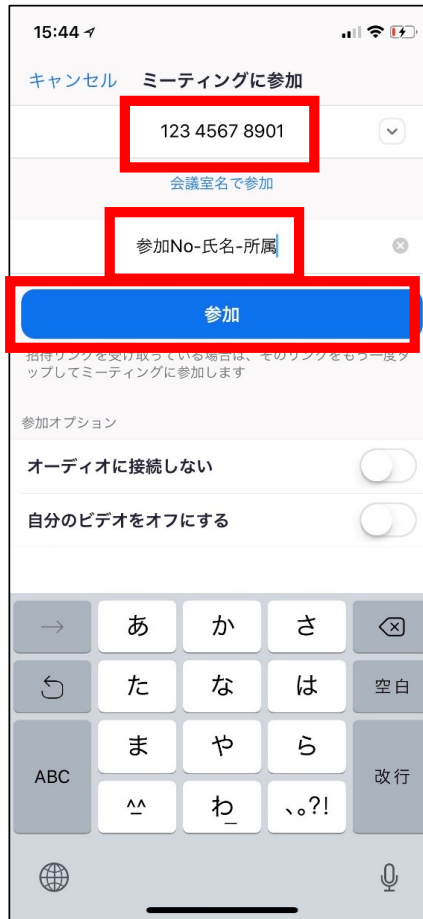 15:44
キャンセル ミーティングに参加
123 4567 8901
会議室名で参加
参加No-氏名-所属
参加
招待リンクを受け取っている場合は、そのリンクをもう一度タ
ップしてミーティングに参加します
参加オプション
オーディオに接続しない
自分のビデオをオフにする
→ あ か さ
た な は 空白
ま や ら
ABC 改行
^^ わ 、。?!